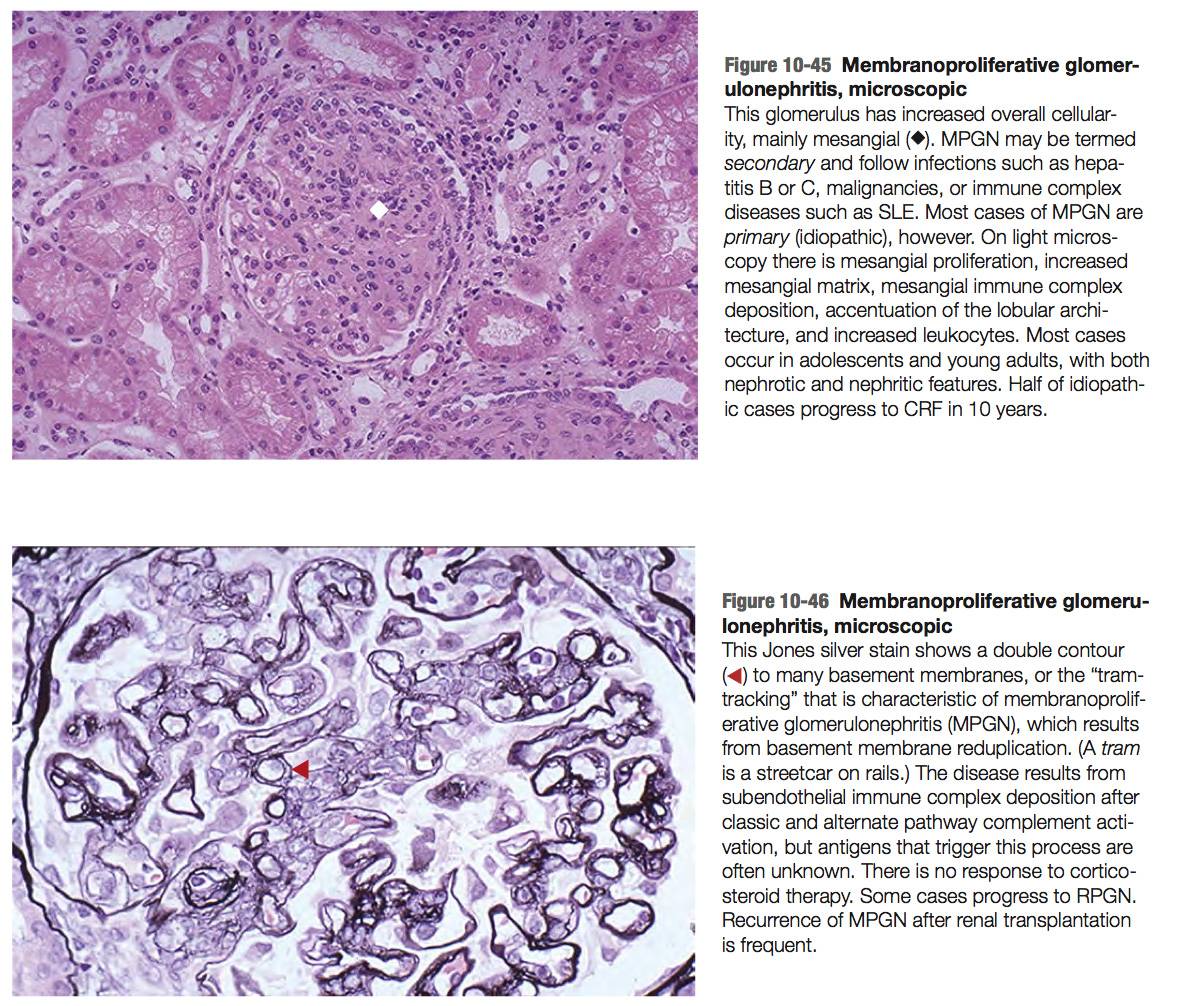 Figure 10-45 Membranoproliferative glomer-
ulonephritis, microscopic
This glomerulus has increased overall cellular-
ity, mainly mesangial (◆). MPGN may be termed
secondary and follow infections such as hepa-
titis B or C, malignancies, or immune complex
diseases such as SLE. Most cases of MPGN are
primary (idiopathic), however. On light micros-
copy there is mesangial proliferation, increased
mesangial matrix, mesangial immune complex
deposition, accentuation of the lobular archi-
tecture, and increased leukocytes. Most cases
occur in adolescents and young adults, with both
nephrotic and nephritic features. Half of idiopath-
ic cases progress to CRF in 10 years.
Figure 10-46 Membranoproliferative glomeru-
lonephritis, microscopic
This Jones silver stain shows a double contour
(◀) to many basement membranes, or the “tram-
tracking” that is characteristic of membranoprolif-
erative glomerulonephritis (MPGN), which results
from basement membrane reduplication. (A tram
is a streetcar on rails.) The disease results from
subendothelial immune complex deposition after
classic and alternate pathway complement acti-
vation, but antigens that trigger this process are
often unknown. There is no response to cortico-
steroid therapy. Some cases progress to RPGN.
Recurrence of MPGN after renal transplantation
is frequent.